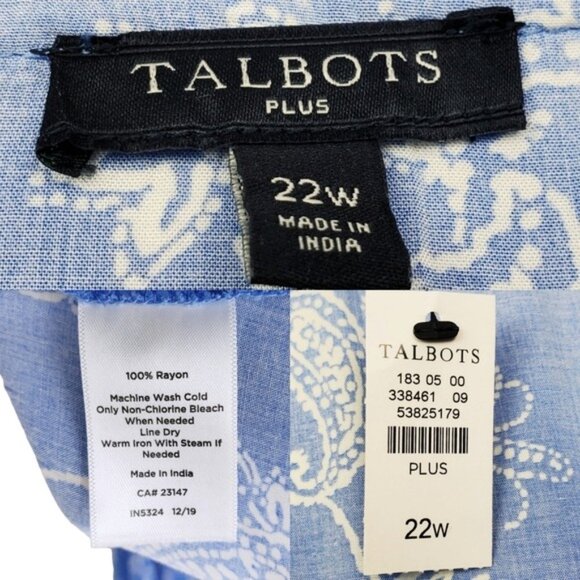 TALBOTS
PLUS
22W
MADE IN
INDIA
100% Rayon
Machine Wash Cold
Only Non-Chlorine Bleach
When Needed
Line Dry
Warm Iron With Steam If
Needed
Made In India
CA# 23147
IN5324 12/19
TALBOTS
183 05 00
338461 09
53825179
PLUS
22W